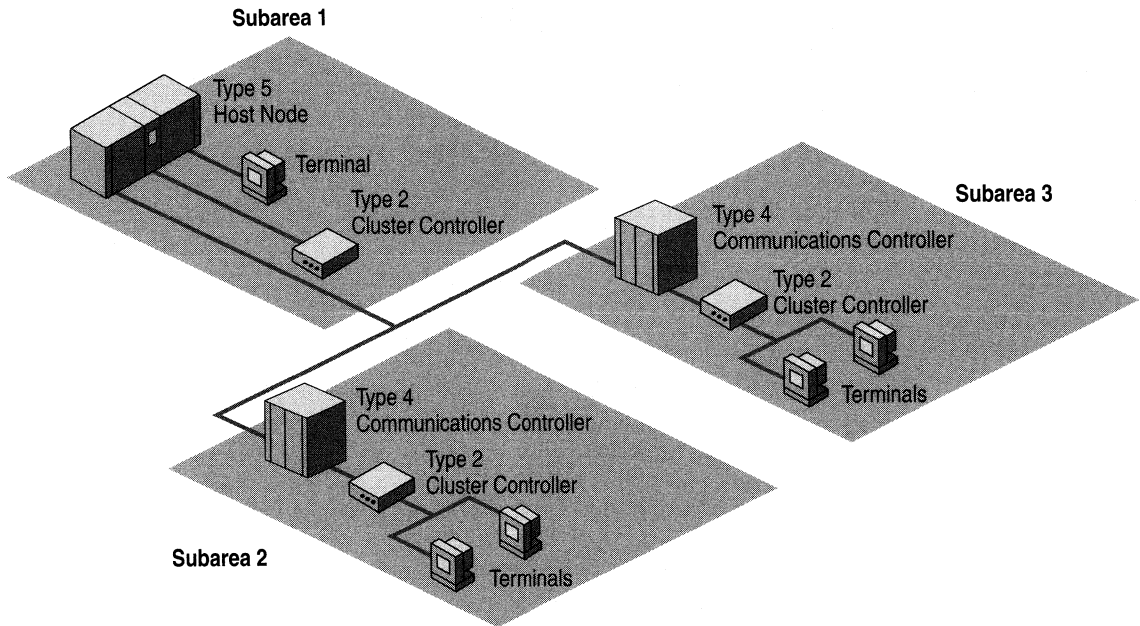 Subarea 1
Type 5
Host Node
Terminal
Type 2
Cluster Controller
Subarea 3
Type 4
Communications Controller
Type 2
Cluster Controller
Terminals
Type 4
Communications Controller
Type 2
Cluster Controller
Subarea 2
Terminals